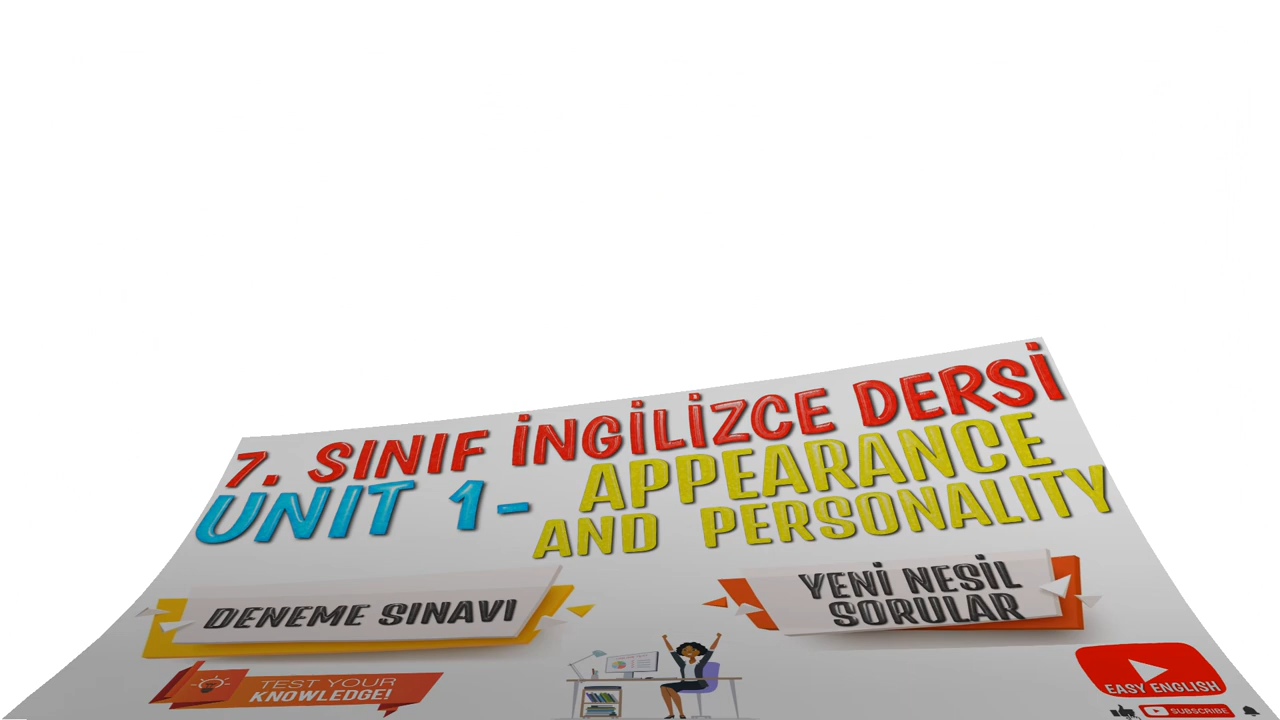 7. SINIF İNGİLİZCE DERSİ
UNIT 1- APPEARANCE
AND PERSONALITY
DENEME SINAVI
YENİ NESİL
SORULAR
TEST YOUR
KNOWLEDGE!
EASY ENGLISH
SUBSCRIBE